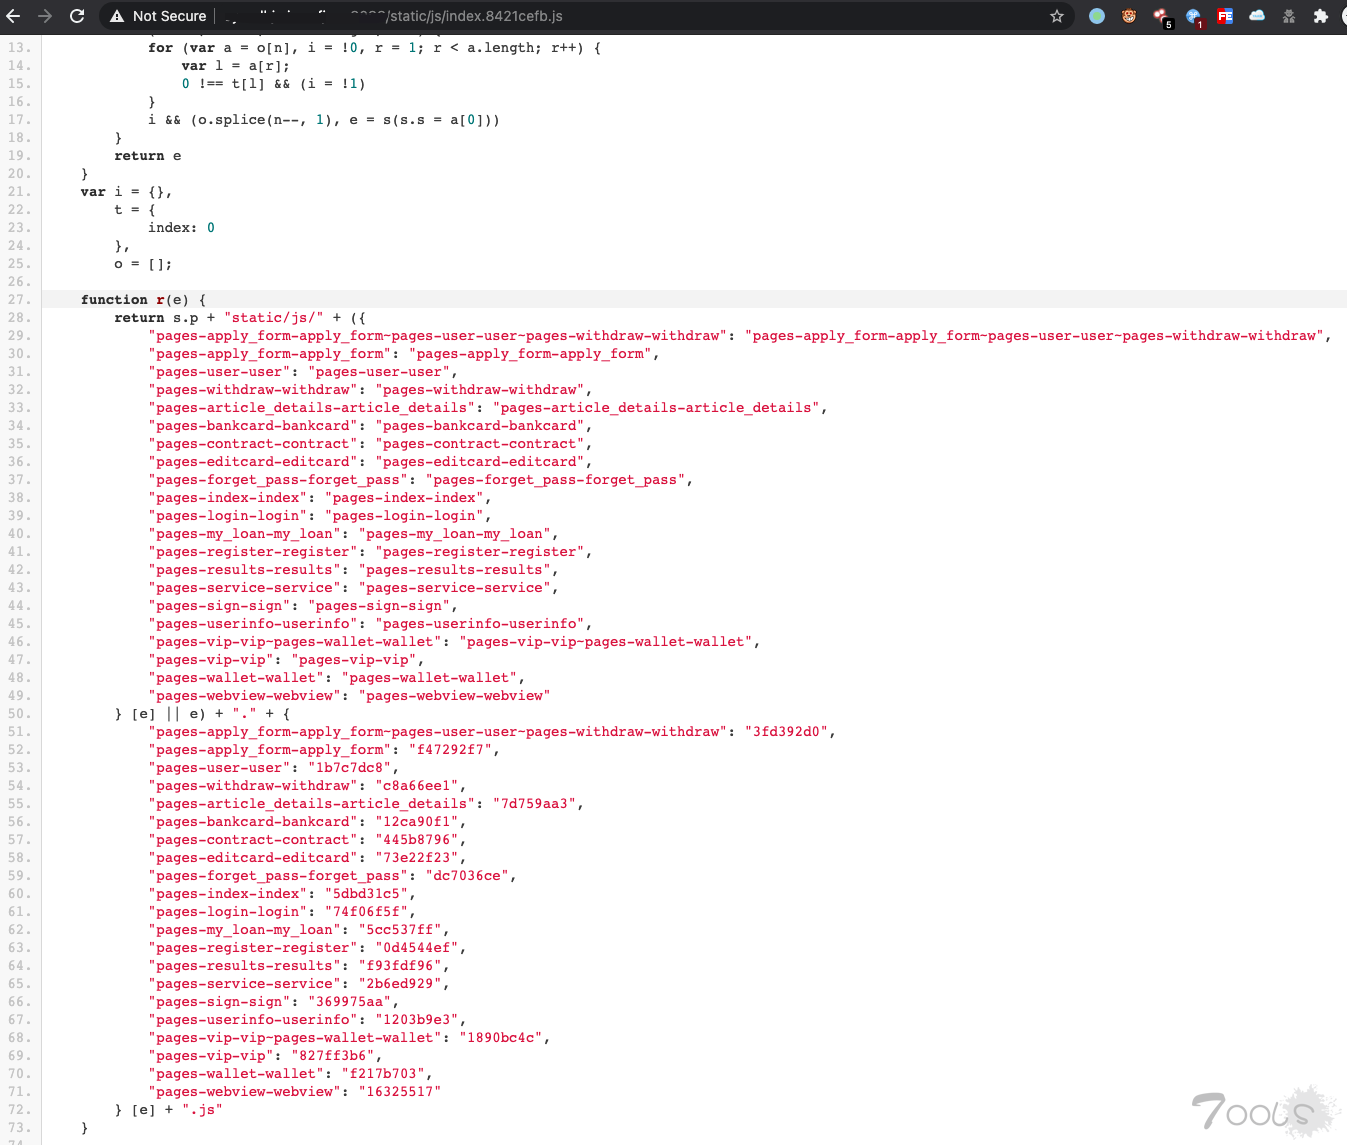 Not Secure
/static/js/index.8421cefb.js
5
1
FE
13. for (var a = o[n], i = !0, r = 1; r < a.length; r++) {
14. var l = a[r];
15. 0 !== t[l] && (i = !1)
16. }
17. i && (o.splice(n--, 1), e = s(s.s = a[0]))
18. }
19. return e
20. }
21. var i = {},
22. t = {
23. index: 0
24. },
25. o = [];
26.
27. function r(e) {
28. return s.p + "static/js/" + ({
29. "pages-apply_form-apply_form~pages-user-user~pages-withdraw-withdraw": "pages-apply_form-apply_form~pages-user-user~pages-withdraw-withdraw",
30. "pages-apply_form-apply_form": "pages-apply_form-apply_form",
31. "pages-user-user": "pages-user-user",
32. "pages-withdraw-withdraw": "pages-withdraw-withdraw",
33. "pages-article_details-article_details": "pages-article_details-article_details",
34. "pages-bankcard-bankcard": "pages-bankcard-bankcard",
35. "pages-contract-contract": "pages-contract-contract",
36. "pages-editcard-editcard": "pages-editcard-editcard",
37. "pages-forget_pass-forget_pass": "pages-forget_pass-forget_pass",
38. "pages-index-index": "pages-index-index",
39. "pages-login-login": "pages-login-login",
40. "pages-my_loan-my_loan": "pages-my_loan-my_loan",
41. "pages-register-register": "pages-register-register",
42. "pages-results-results": "pages-results-results",
43. "pages-service-service": "pages-service-service",
44. "pages-sign-sign": "pages-sign-sign",
45. "pages-userinfo-userinfo": "pages-userinfo-userinfo",
46. "pages-vip-vip~pages-wallet-wallet": "pages-vip-vip~pages-wallet-wallet",
47. "pages-vip-vip": "pages-vip-vip",
48. "pages-wallet-wallet": "pages-wallet-wallet",
49. "pages-webview-webview": "pages-webview-webview"
50. } [e] || e) + "." + {
51. "pages-apply_form-apply_form~pages-user-user~pages-withdraw-withdraw": "3fd392d0",
52. "pages-apply_form-apply_form": "f47292f7",
53. "pages-user-user": "1b7c7dc8",
54. "pages-withdraw-withdraw": "c8a66ee1",
55. "pages-article_details-article_details": "7d759aa3",
56. "pages-bankcard-bankcard": "12ca90f1",
57. "pages-contract-contract": "445b8796",
58. "pages-editcard-editcard": "73e22f23",
59. "pages-forget_pass-forget_pass": "dc7036ce",
60. "pages-index-index": "5dbd31c5",
61. "pages-login-login": "74f06f5f",
62. "pages-my_loan-my_loan": "5cc537ff",
63. "pages-register-register": "0d4544ef",
64. "pages-results-results": "f93fdf96",
65. "pages-service-service": "2b6ed929",
66. "pages-sign-sign": "369975aa",
67. "pages-userinfo-userinfo": "1203b9e3",
68. "pages-vip-vip~pages-wallet-wallet": "1890bc4c",
69. "pages-vip-vip": "827ff3b6",
70. "pages-wallet-wallet": "f217b703",
71. "pages-webview-webview": "16325517"
72. } [e] + ".js"
73. }
7ooLS